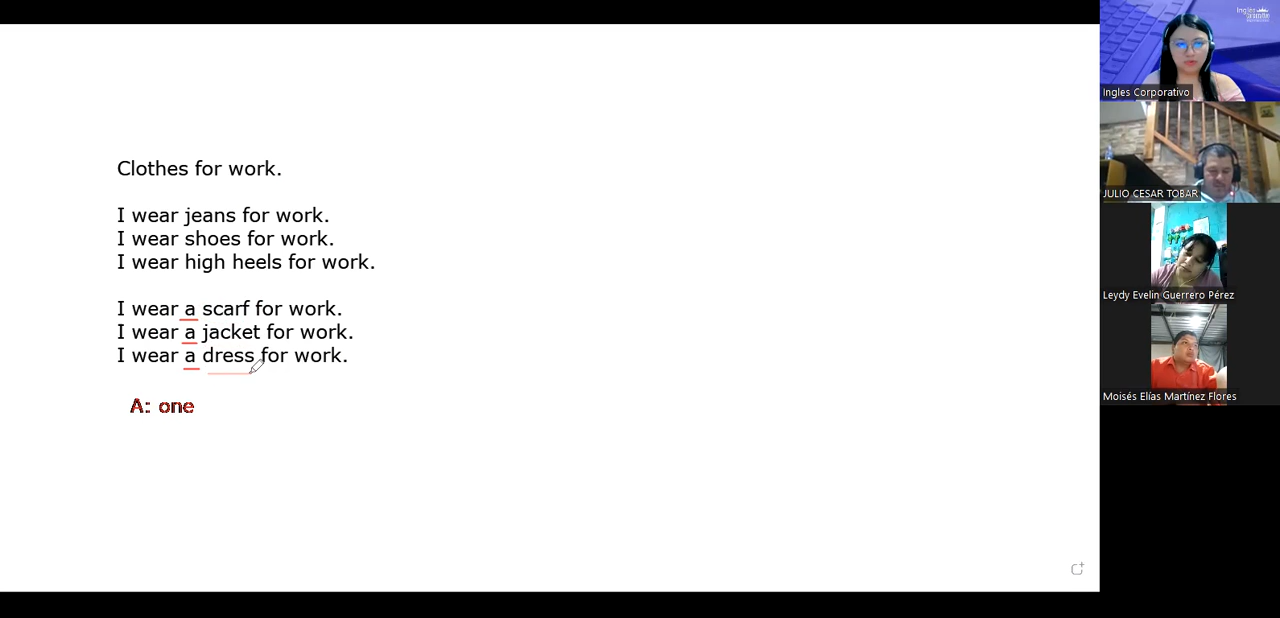 Clothes for work.
I wear jeans for work.
I wear shoes for work.
I wear high heels for work.
I wear a scarf for work.
I wear a jacket for work.
I wear a dress for work.
A: one
Ingles
Ingles Corporativo
JULIO CESAR TOBAR
Leydy Evelin Guerrero Pérez
Moisés Elías Martínez Flores